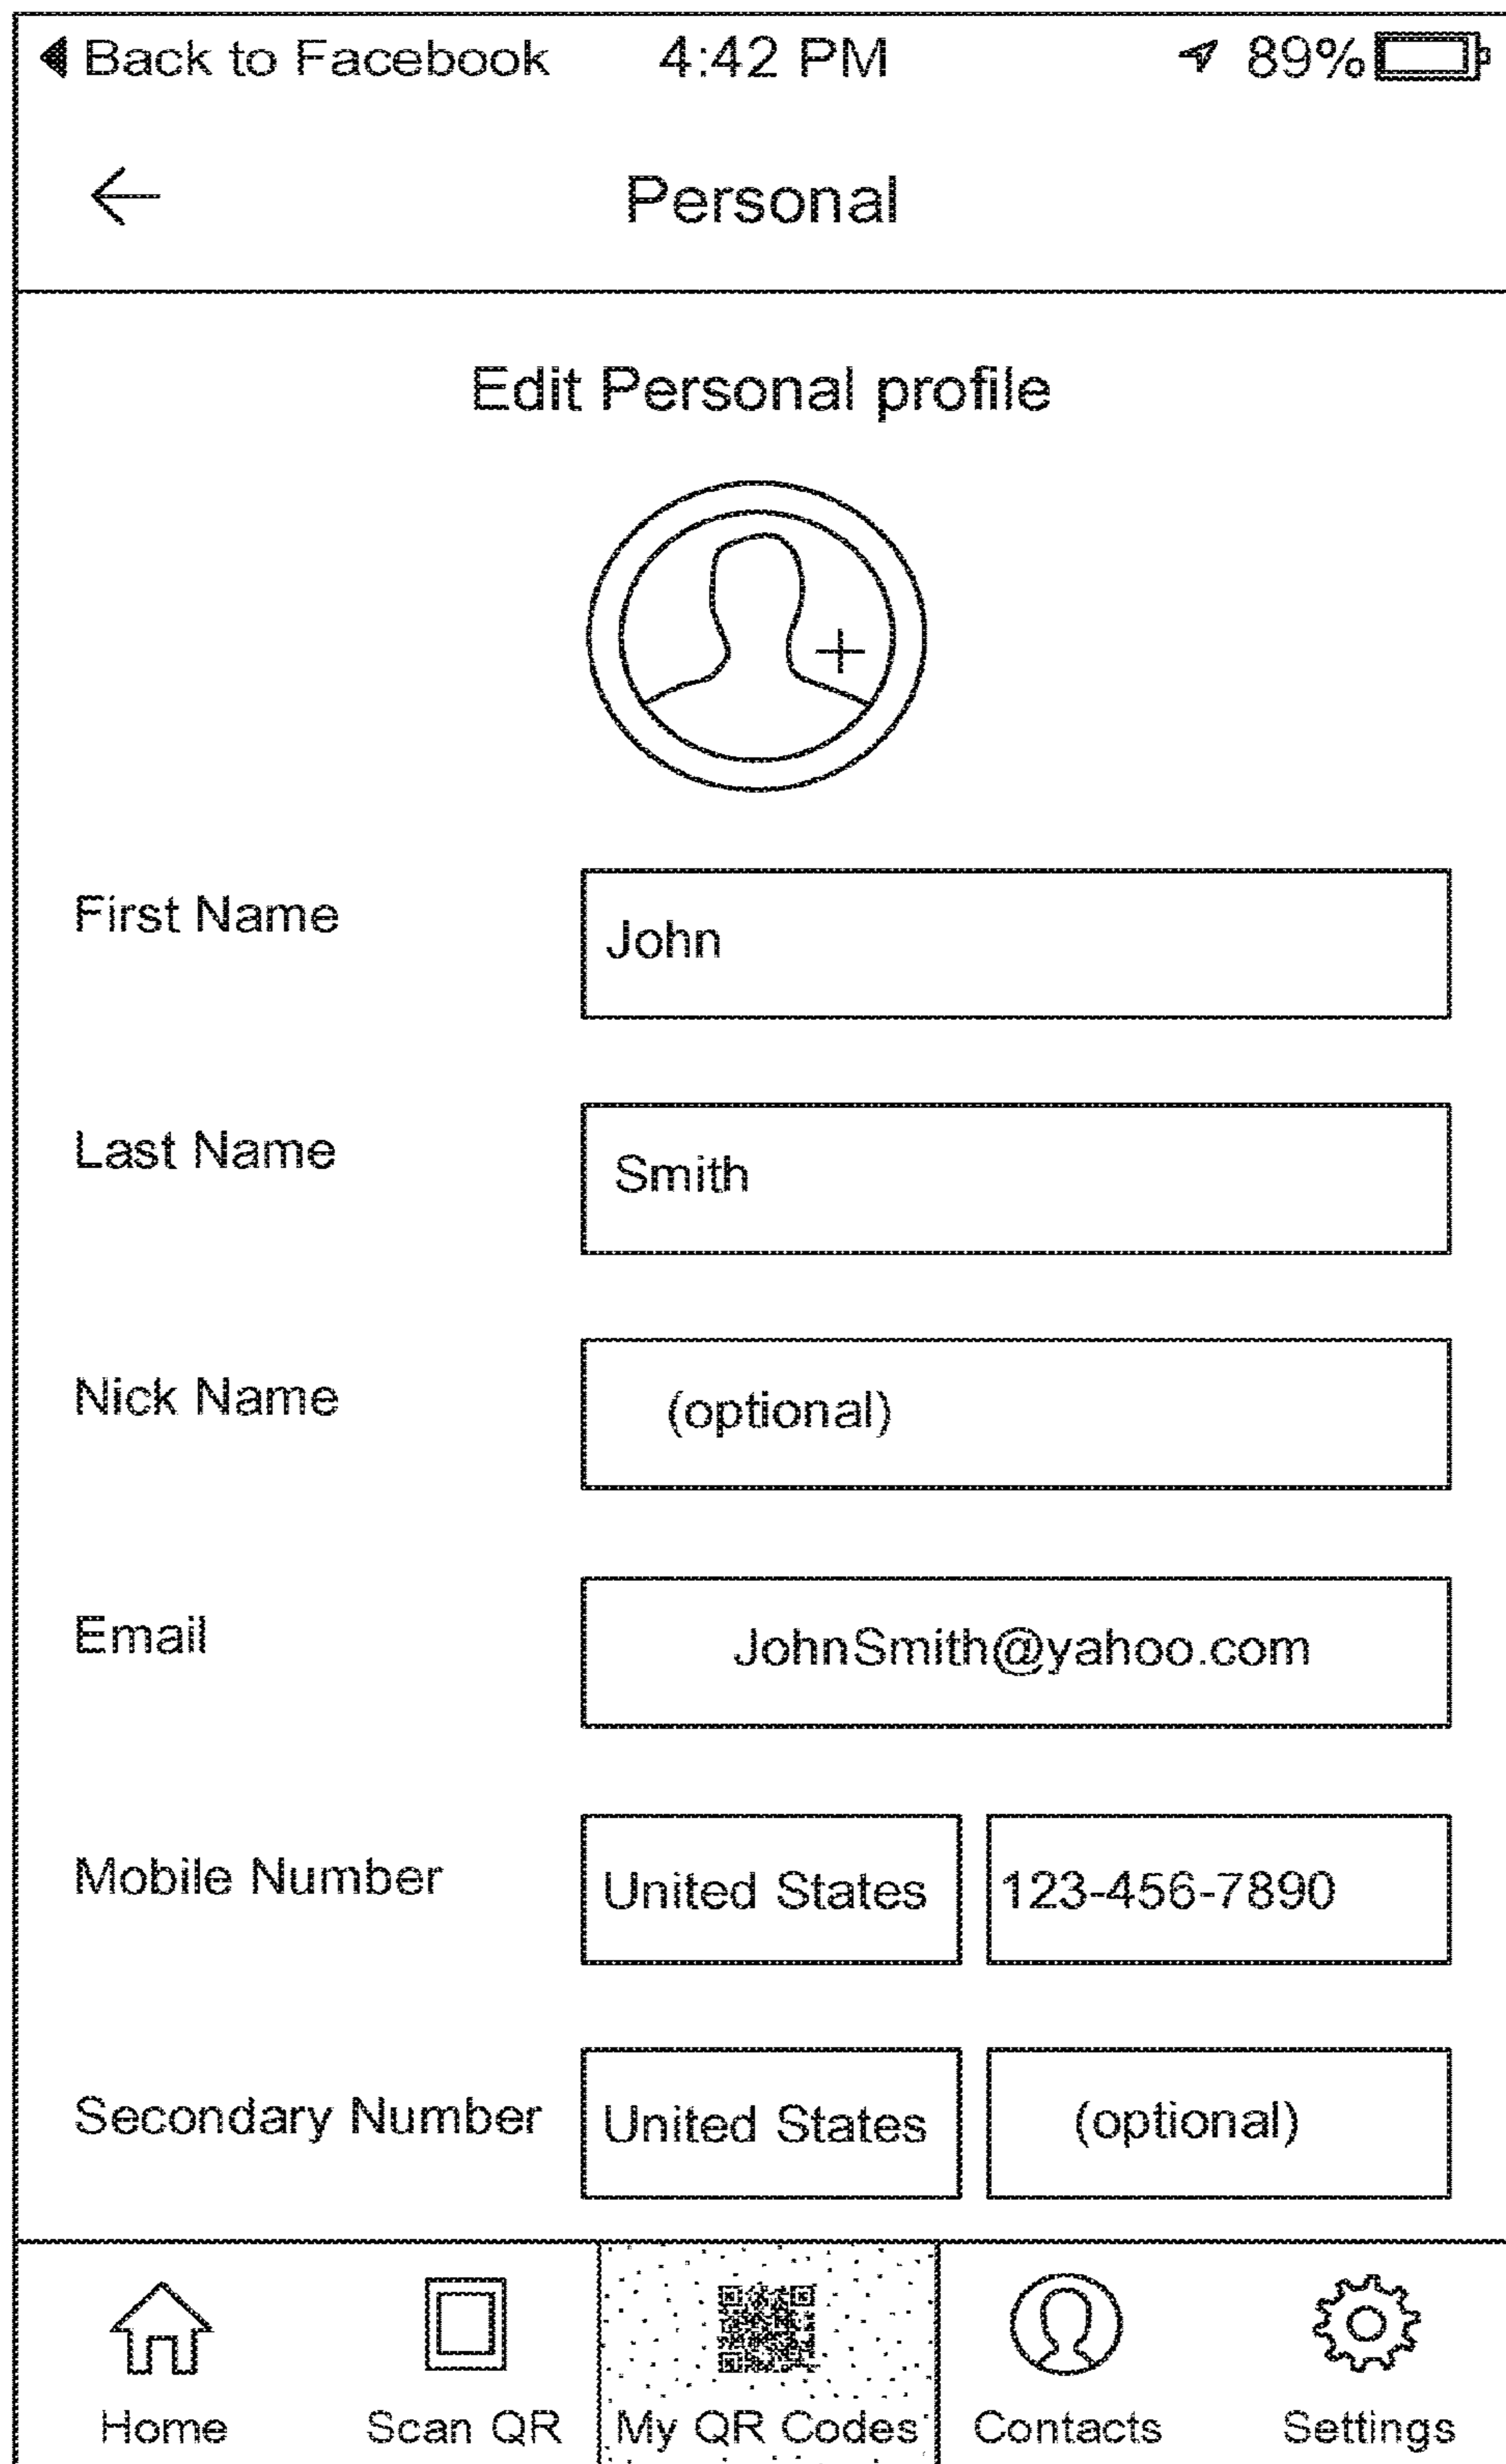 Back to Facebook 4:42 PM 89%
Personal
Edit Personal profile
First Name John
Last Name Smith
Nick Name (optional)
Email JohnSmith@yahoo.com
Mobile Number United States 123-456-7890
Secondary Number United States (optional)
Home Scan QR My QR Codes Contacts Settings